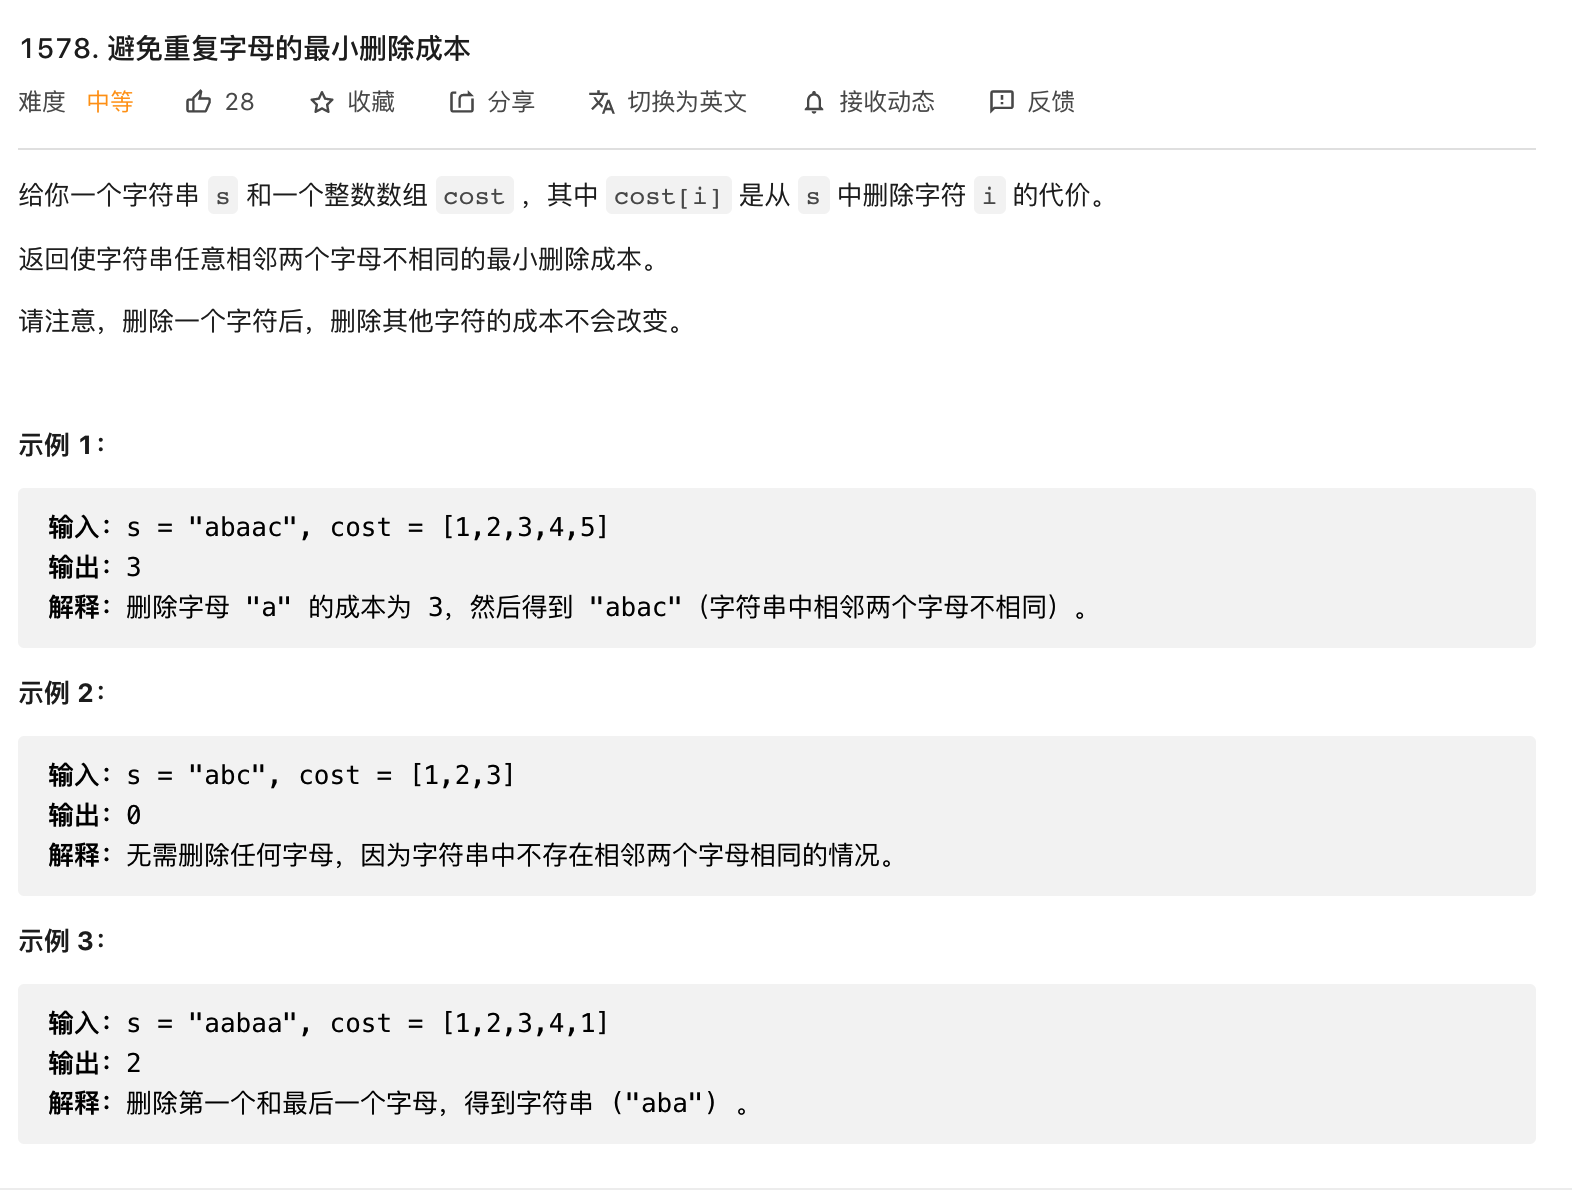 1578. 避免重复字母的最小删除成本
难度 中等 28 收藏 分享 切换为英文 接收动态 反馈
给你一个字符串 s 和一个整数数组 cost ，其中 cost[i] 是从 s 中删除字符 i 的代价。
返回使字符串任意相邻两个字母不相同的最小删除成本。
请注意，删除一个字符后，删除其他字符的成本不会改变。
示例 1：
输入：s = "abaac", cost = [1,2,3,4,5]
输出：3
解释：删除字母 "a" 的成本为 3，然后得到 "abac"（字符串中相邻两个字母不相同）。
示例 2：
输入：s = "abc", cost = [1,2,3]
输出：0
解释：无需删除任何字母，因为字符串中不存在相邻两个字母相同的情况。
示例 3：
输入：s = "aabaa", cost = [1,2,3,4,1]
输出：2
解释：删除第一个和最后一个字母，得到字符串 ("aba") 。